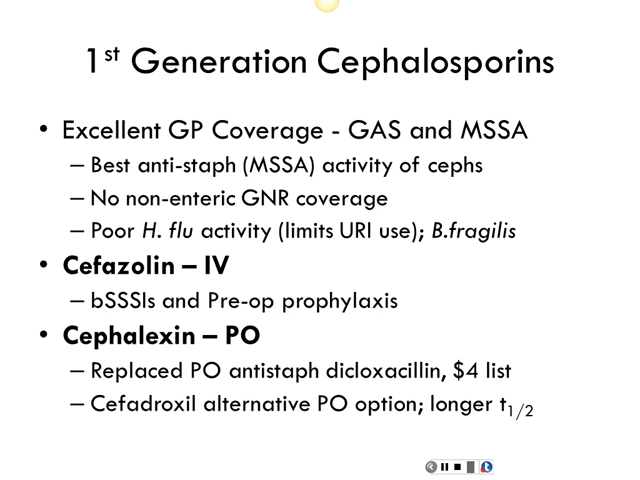 1st Generation Cephalosporins
• Excellent GP Coverage - GAS and MSSA
– Best anti-staph (MSSA) activity of cephs
– No non-enteric GNR coverage
– Poor H. flu activity (limits URI use); B.fragilis
• Cefazolin – IV
– bSSSIs and Pre-op prophylaxis
• Cephalexin – PO
– Replaced PO antistaph dicloxacillin, $4 list
– Cefadroxil alternative PO option; longer t1/2